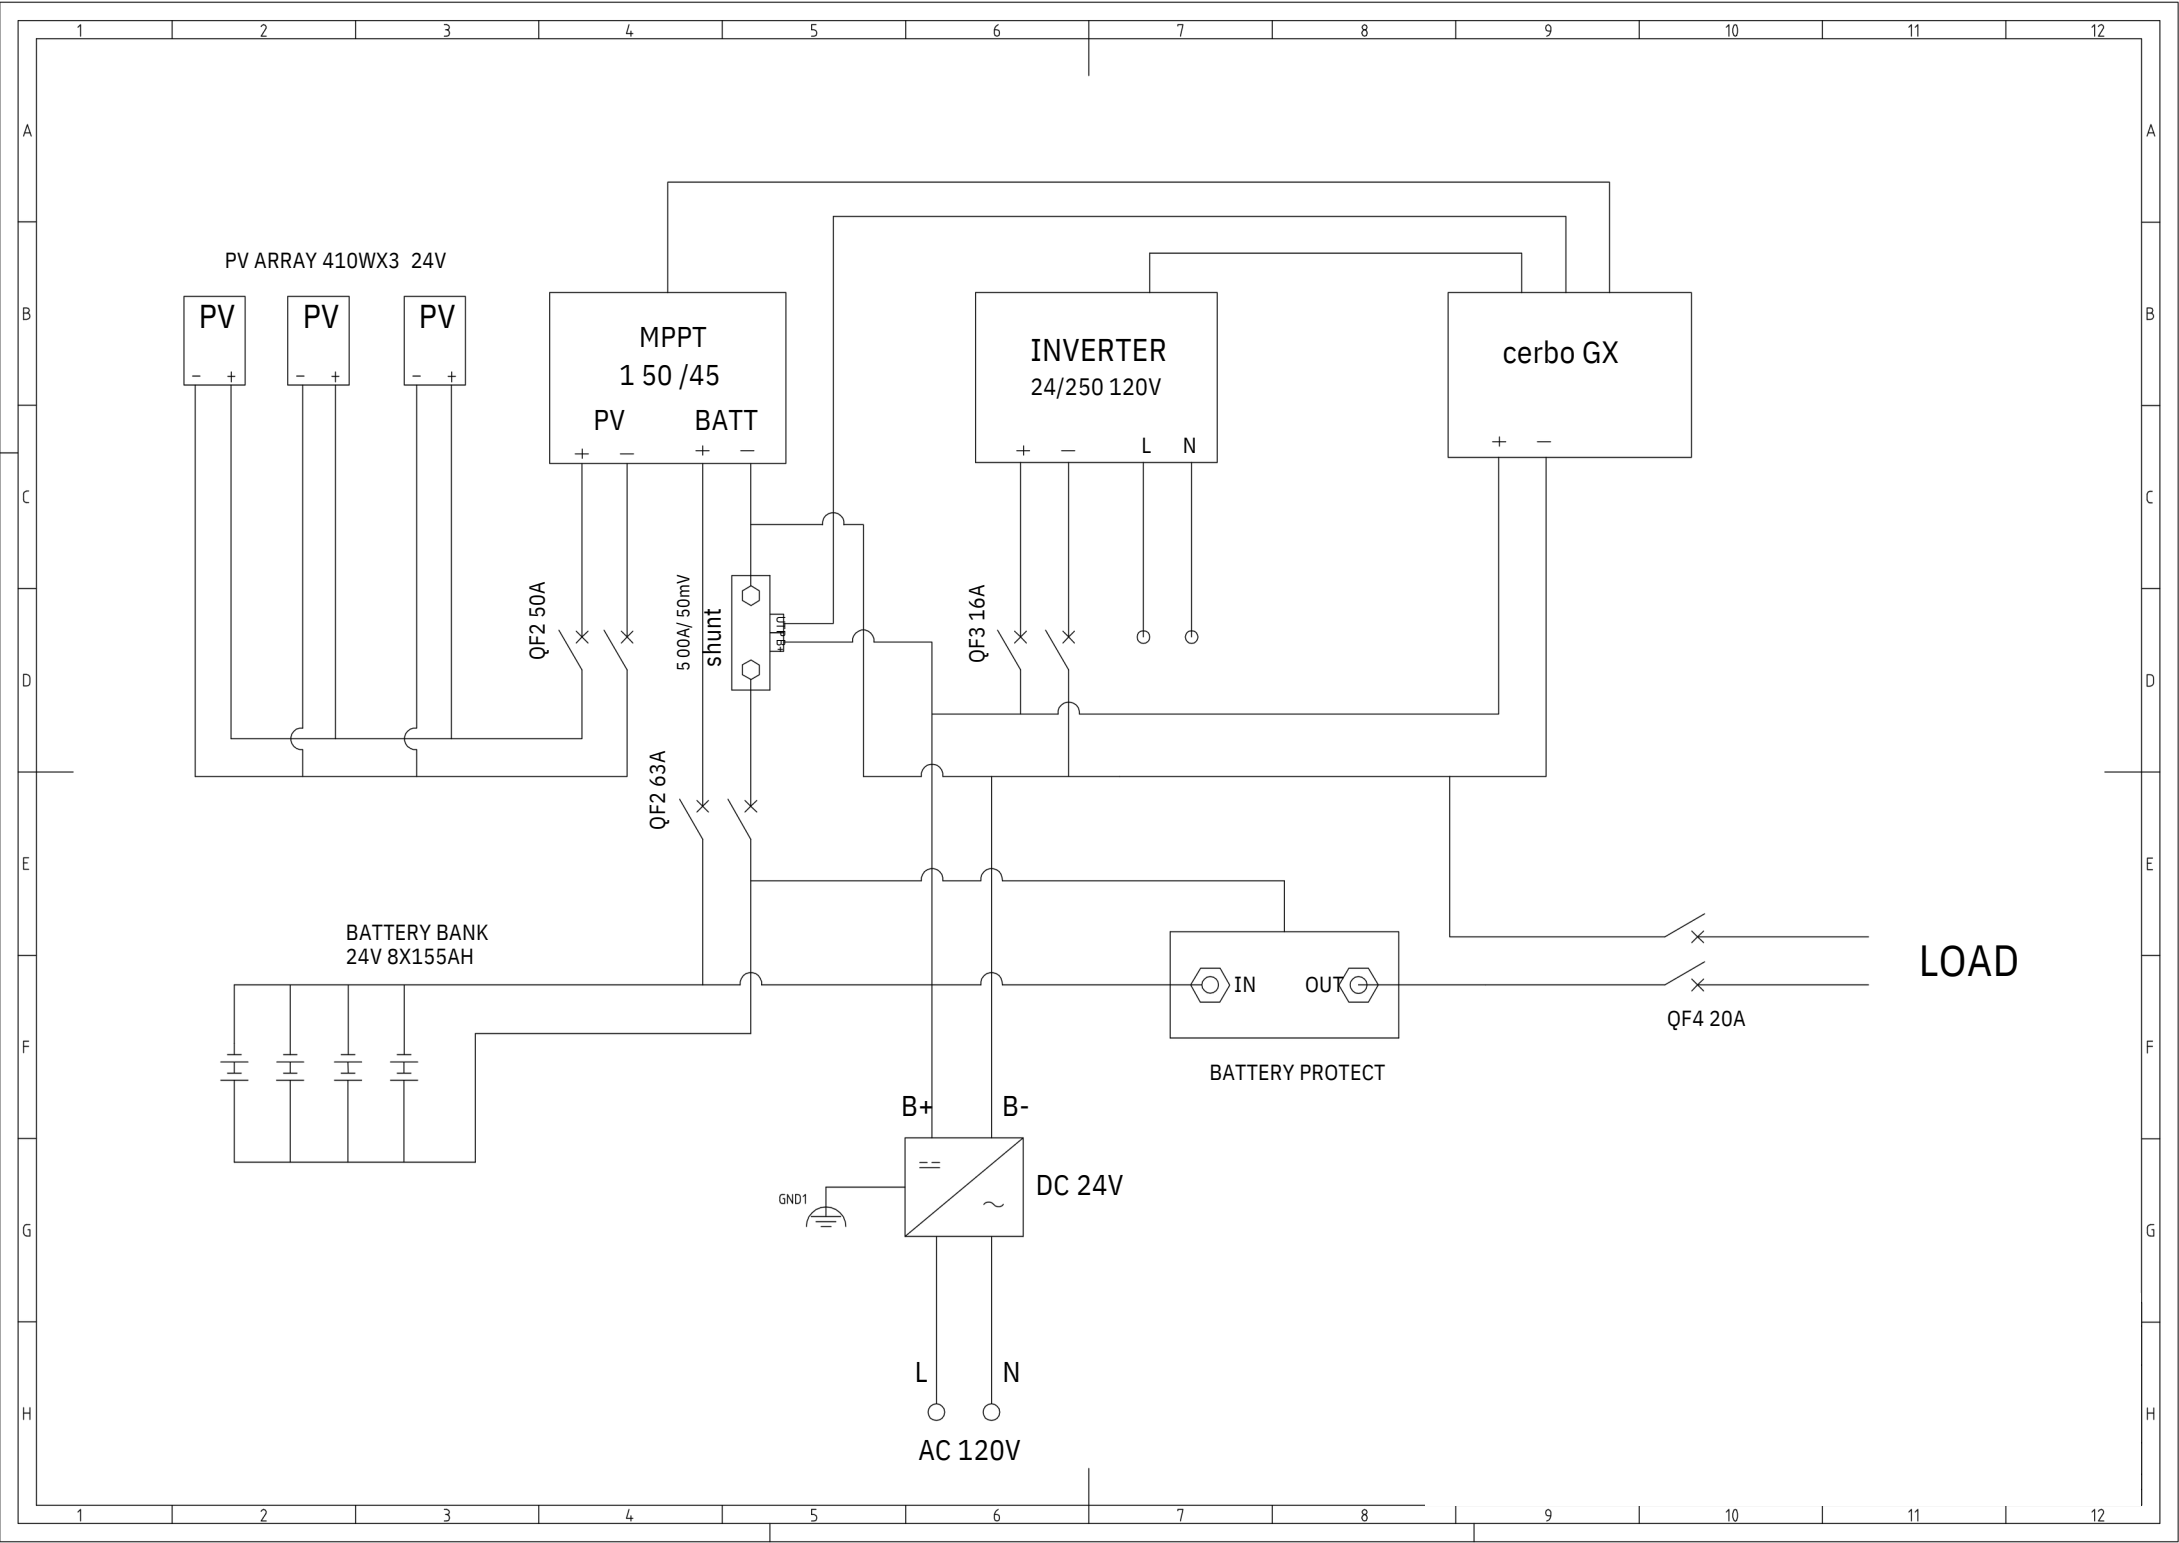 1 2 3 4 5 6 7 8 9 10 11 12
A A
PV ARRAY 410WX3 24V
B B
PV PV PV
- + - + - +
MPPT
1 50 /45
PV BATT
+ — + —
INVERTER
24/250 120V
+ — L N
cerbo GX
+ —
C C
QF2 50A
500A/ 50mV
shunt
QF3 16A
D D
QF2 63A
E E
BATTERY BANK
24V 8X155AH
IN OUT
LOAD
QF4 20A
F F
BATTERY PROTECT
B+ B-
DC 24V
GND1
G G
L N
H H
AC 120V
1 2 3 4 5 6 7 8 9 10 11 12